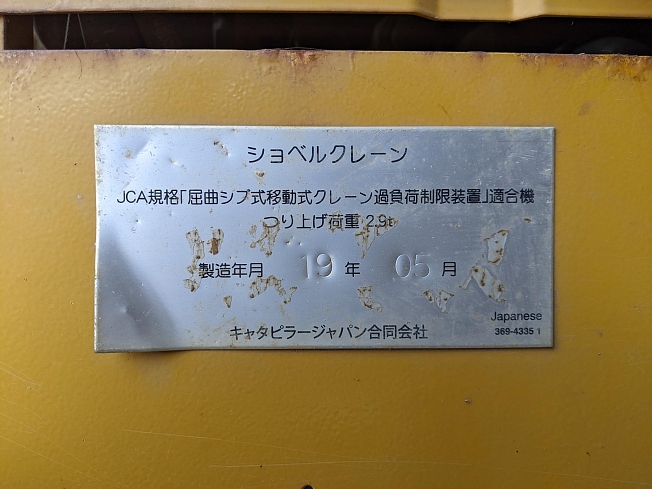 ショベルクレーン
JCA規格「屈曲ジブ式移動式クレーン過負荷制限装置」適合機
つり上げ荷重 2.9t
製造年月 19 年 05 月
キャタピラージャパン合同会社
Japanese
369-4335 1